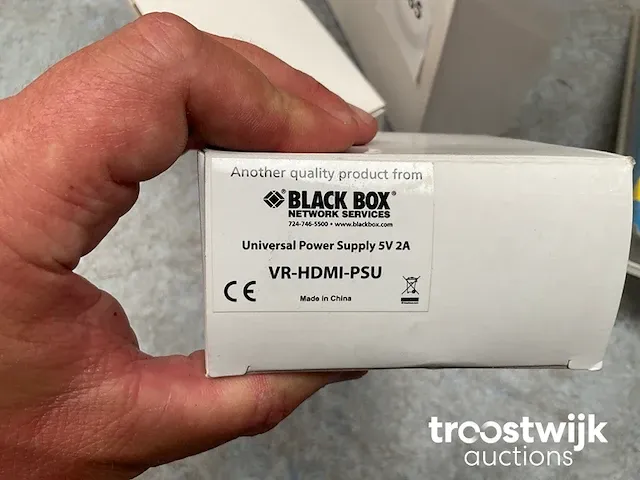 Another quality product from
BLACK BOX®
NETWORK SERVICES
724-746-5500 • www.blackbox.com
Universal Power Supply 5V 2A
VR-HDMI-PSU
CE
Made in China
troostwijk
auctions